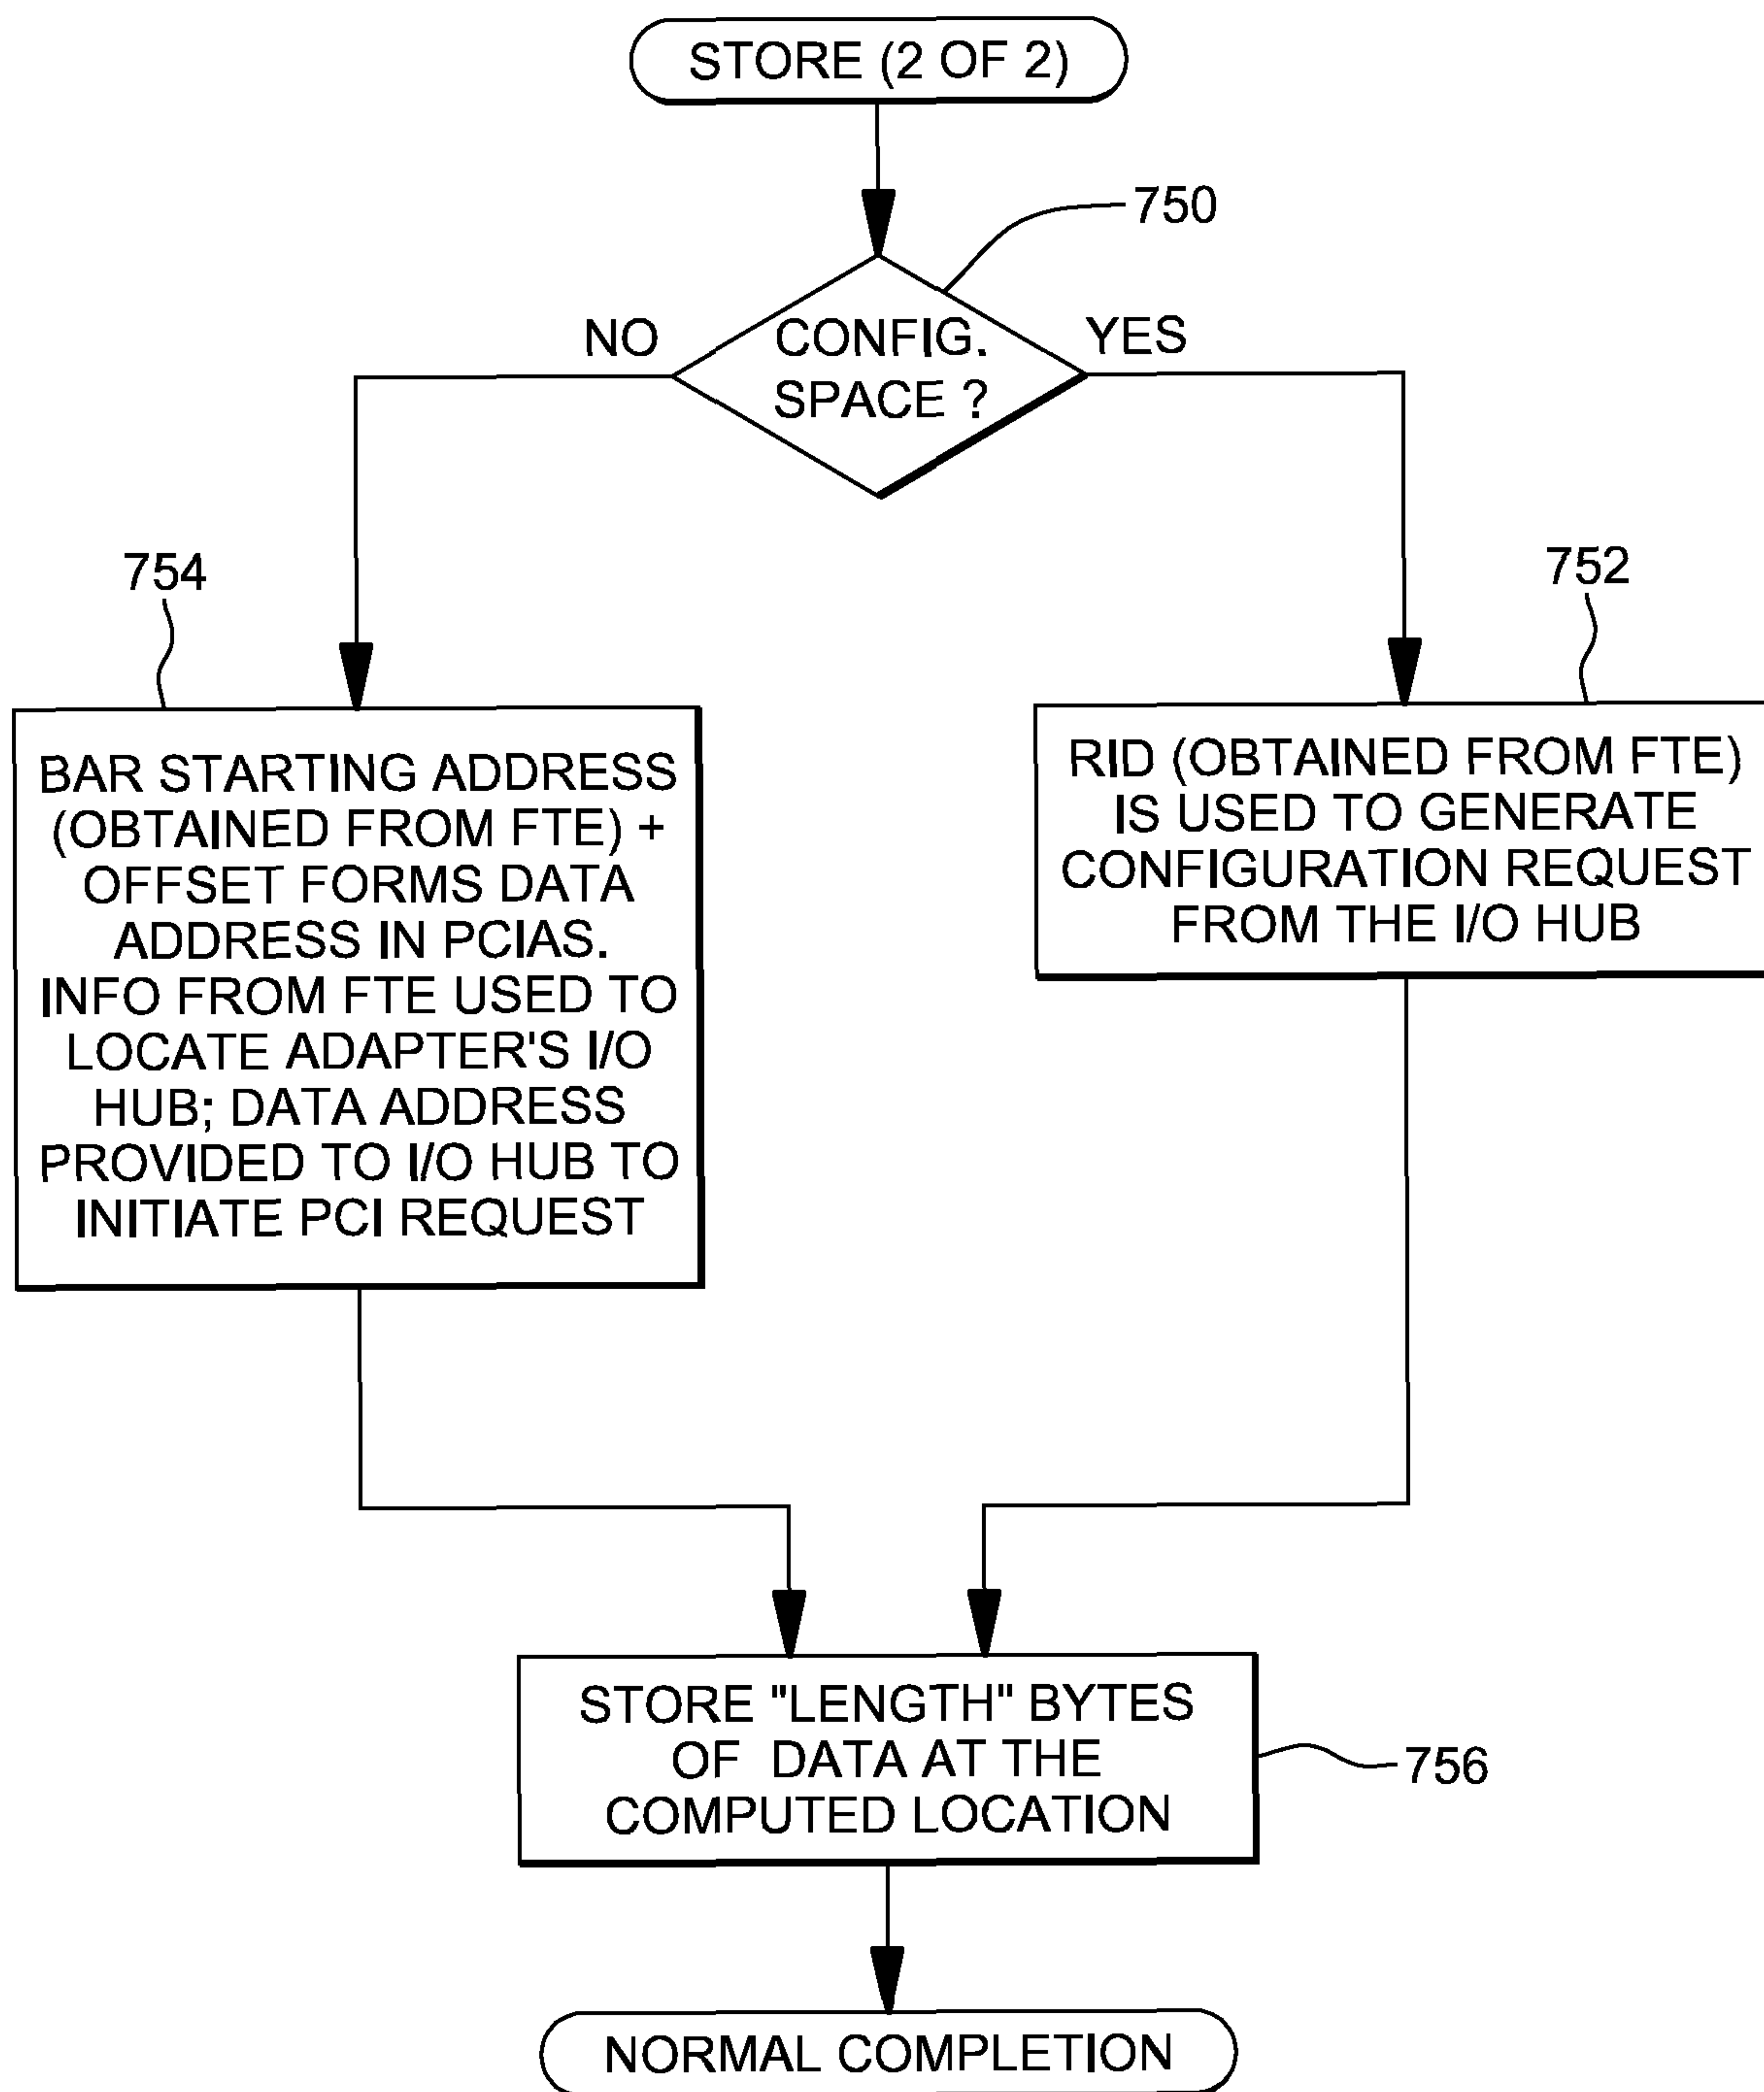 STORE (2 OF 2)
750
NO
CONFIG.
SPACE ?
YES
754
752
BAR STARTING ADDRESS
(OBTAINED FROM FTE) +
OFFSET FORMS DATA
ADDRESS IN PCIAS.
INFO FROM FTE USED TO
LOCATE ADAPTER'S I/O
HUB; DATA ADDRESS
PROVIDED TO I/O HUB TO
INITIATE PCI REQUEST
RID (OBTAINED FROM FTE)
IS USED TO GENERATE
CONFIGURATION REQUEST
FROM THE I/O HUB
STORE "LENGTH" BYTES
OF DATA AT THE
COMPUTED LOCATION
756
NORMAL COMPLETION